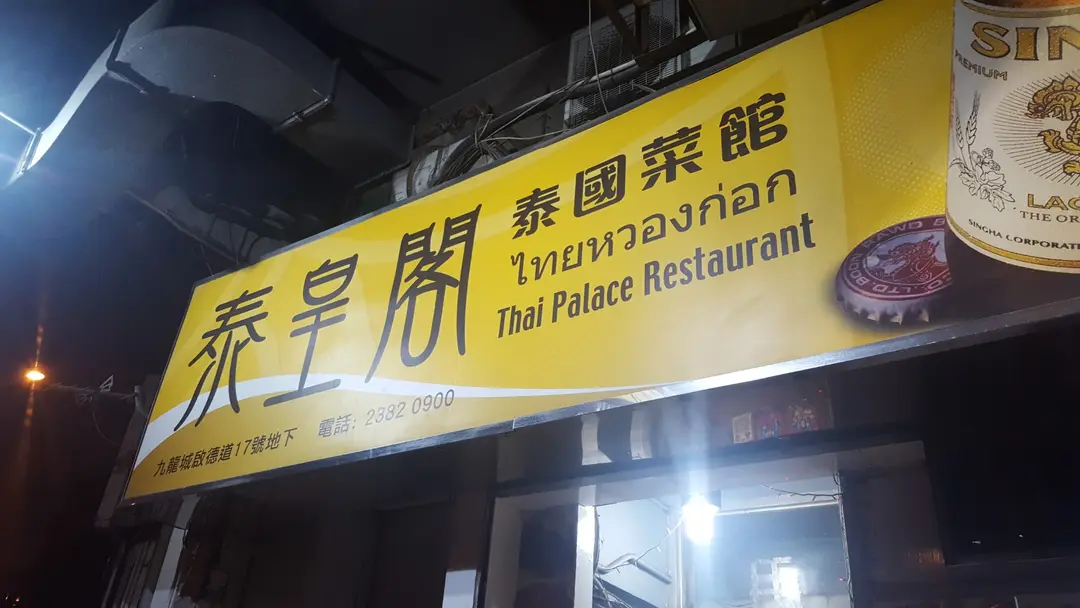 泰皇閣
泰國菜館
ไทยหวองก่อก
Thai Palace Restaurant
九龍城啟德道17號地下 電話: 2382 0900
SIN
PREMIUM
LAG
THE OR
SINGHA CORPORAT